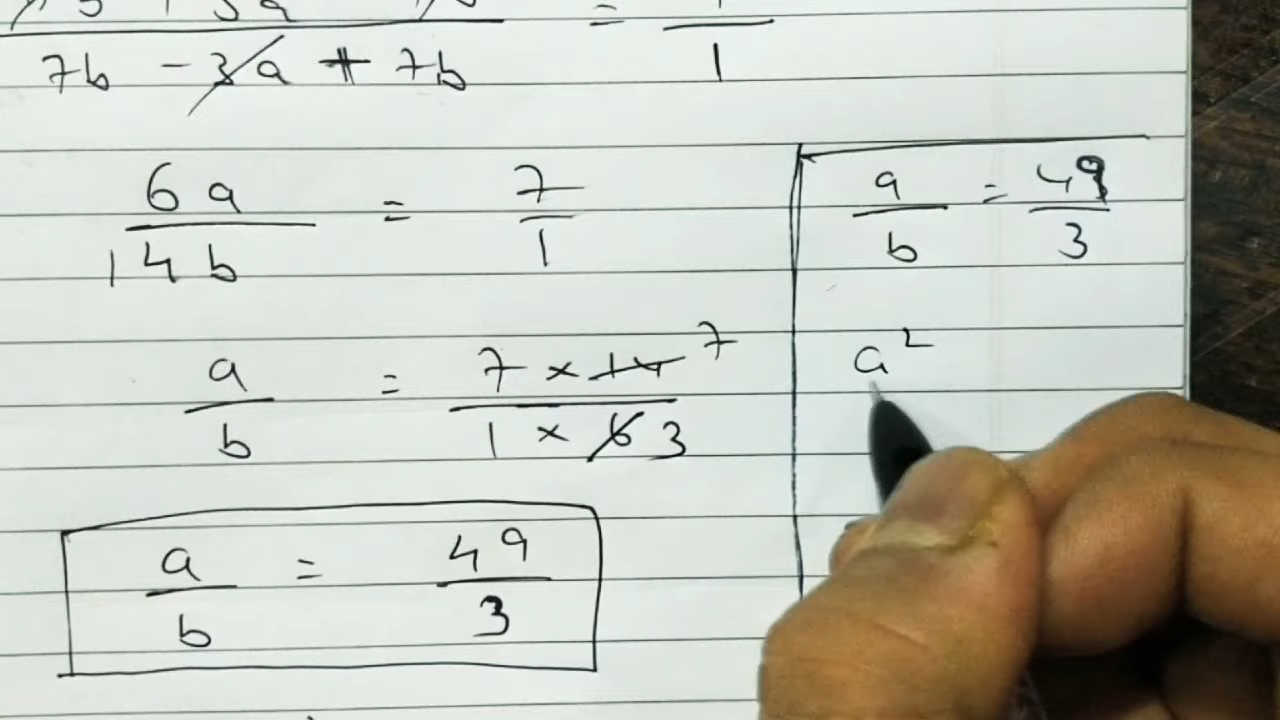 7b - 3a + 7b 1
6a / 14b = 7 / 1
a / b = 7 × 14 7 / 1 × 6 3
a / b = 49 / 3
a / b = 49 / 3
a²